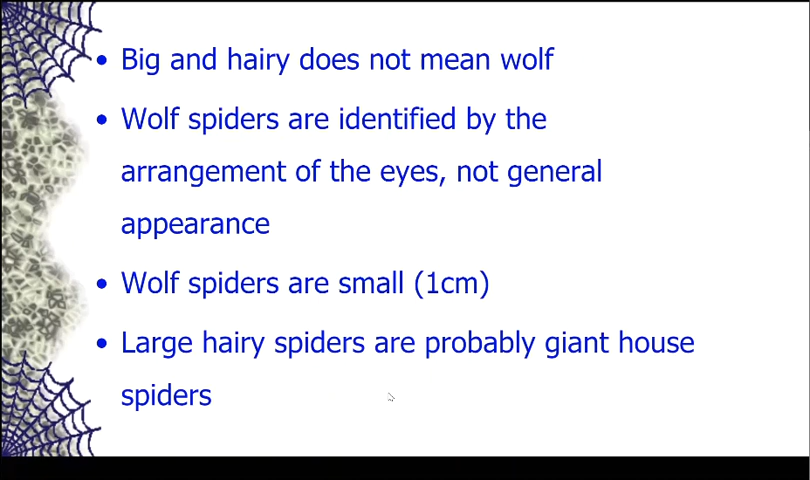 • Big and hairy does not mean wolf
• Wolf spiders are identified by the
arrangement of the eyes, not general
appearance
• Wolf spiders are small (1cm)
• Large hairy spiders are probably giant house
spiders